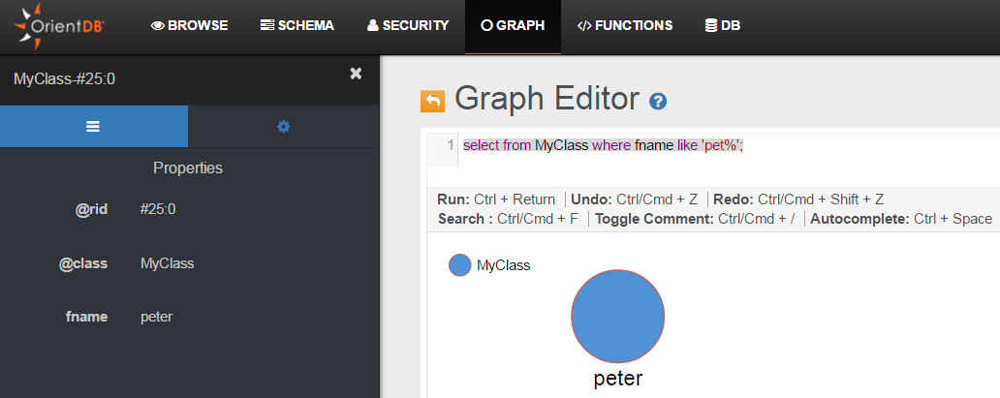 OrientDB BROWSE SCHEMA SECURITY GRAPH FUNCTIONS DB
MyClass-#25:0
Properties
@rid #25:0
@class MyClass
fname peter
Graph Editor
1 select from MyClass where fname like 'pet%';
Run: Ctrl + Return Undo: Ctrl/Cmd + Z Redo: Ctrl/Cmd + Shift + Z
Search : Ctrl/Cmd + F Toggle Comment: Ctrl/Cmd + / Autocomplete: Ctrl + Space
MyClass
peter